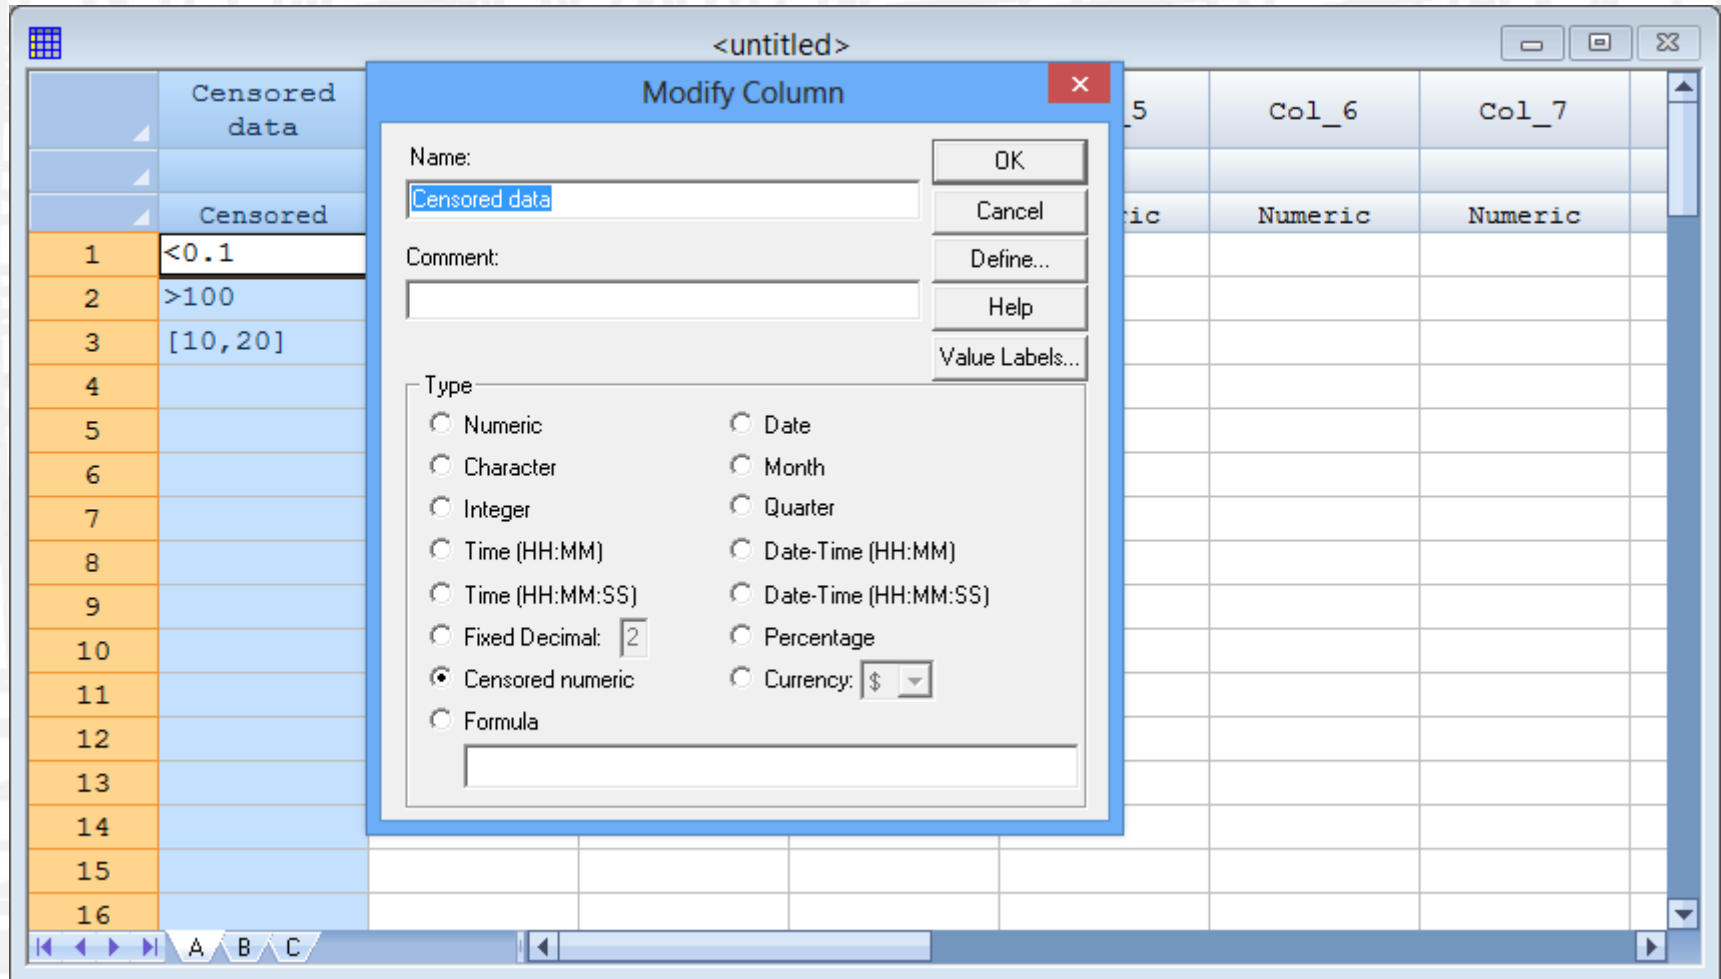 <untitled>
Censored data
_5
Col_6
Col_7
Censored
ic
Numeric
Numeric
1
<0.1
2
>100
3
[10,20]
4
5
6
7
8
9
10
11
12
13
14
15
16
A
B
C
Modify Column
Name:
OK
Censored data
Cancel
Comment:
Define...
Help
Value Labels...
Type
Numeric
Date
Character
Month
Integer
Quarter
Time (HH:MM)
Date-Time (HH:MM)
Time (HH:MM:SS)
Date-Time (HH:MM:SS)
Fixed Decimal: 2
Percentage
Censored numeric
Currency: $
Formula